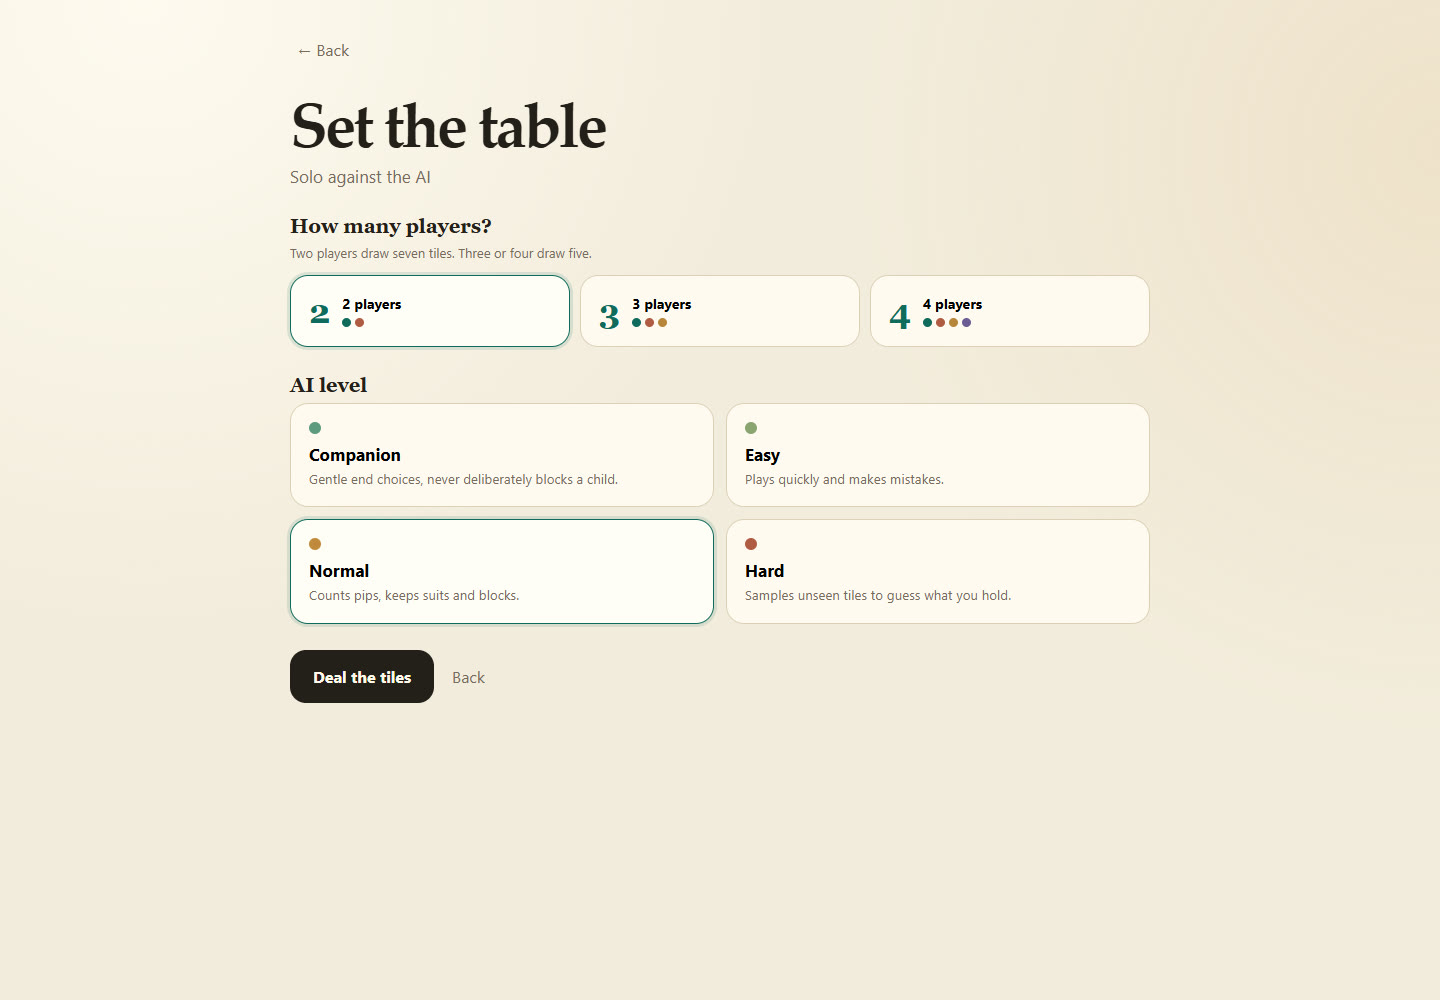 ← Back
Set the table
Solo against the AI
How many players?
Two players draw seven tiles. Three or four draw five.
2 2 players
3 3 players
4 4 players
AI level
Companion
Gentle end choices, never deliberately blocks a child.
Easy
Plays quickly and makes mistakes.
Normal
Counts pips, keeps suits and blocks.
Hard
Samples unseen tiles to guess what you hold.
Deal the tiles Back